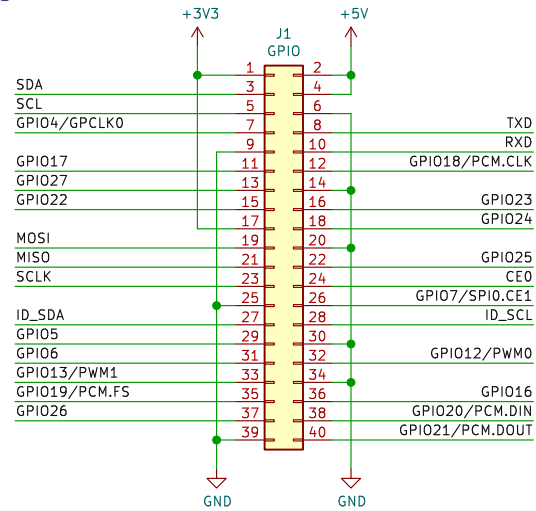 +3V3 +5V
J1
GPIO
1 2
SDA 3 4
SCL 5 6
GPIO4/GPCLK0 7 8 TXD
9 10 RXD
GPIO17 11 12 GPIO18/PCM.CLK
GPIO27 13 14
GPIO22 15 16 GPIO23
17 18 GPIO24
MOSI 19 20
MISO 21 22 GPIO25
SCLK 23 24 CE0
25 26 GPIO7/SPI0.CE1
ID_SDA 27 28 ID_SCL
GPIO5 29 30
GPIO6 31 32 GPIO12/PWM0
GPIO13/PWM1 33 34
GPIO19/PCM.FS 35 36 GPIO16
GPIO26 37 38 GPIO20/PCM.DIN
39 40 GPIO21/PCM.DOUT
GND GND